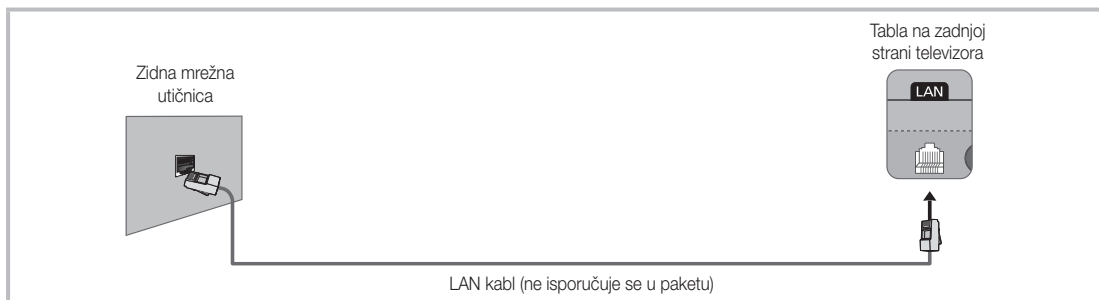 Tabla na zadnjoj
strani televizora
Zidna mrežna
utičnica
LAN
LAN kabl (ne isporučuje se u paketu)